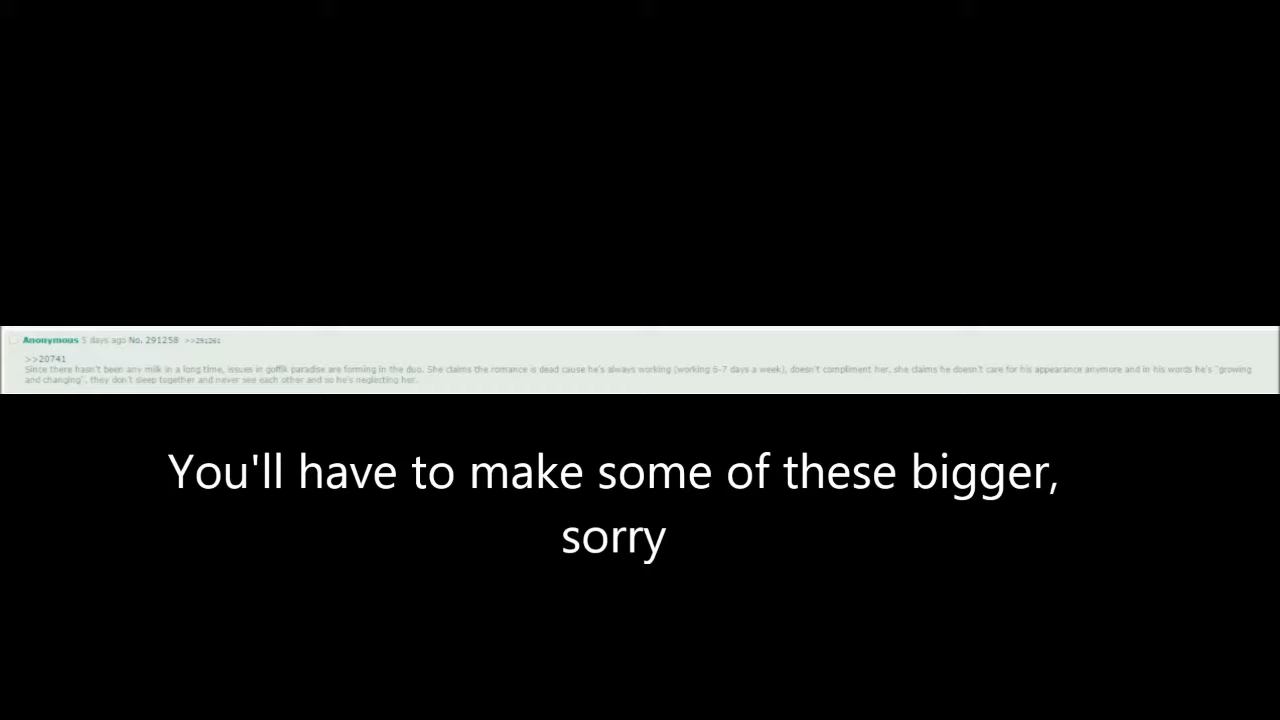 Anonymous 5 days ago No. 291258 >>291261
>>20741
Since there hasn't been any milk in a long time, issues in goffik paradise are forming in the duo. She claims the romance is dead cause he's always working (working 6-7 days a week), doesn't compliment her, she claims he doesn't care for his appearance anymore and in his words he's "growing
and changing", they don't sleep together and never see each other and so he's neglecting her.
You'll have to make some of these bigger,
sorry